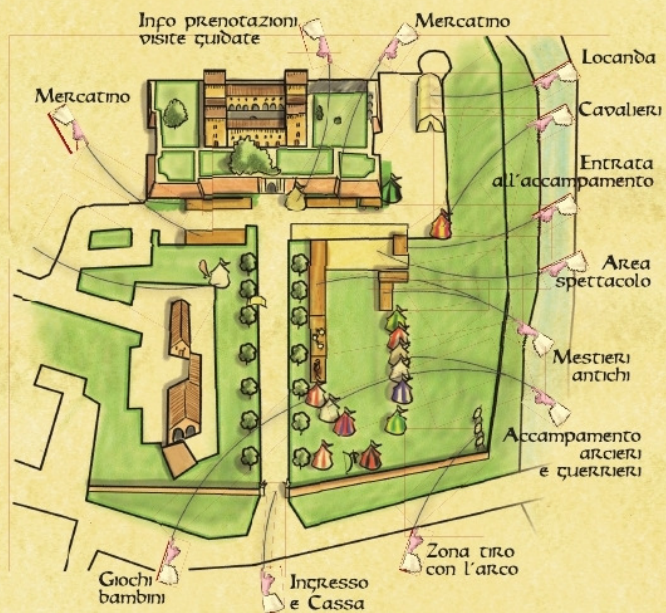 Info prenotazioni
visite guidate
Mercatino
Locanda
Mercatino
Cavalieri
Entrata
all'accampamento
Area
spettacolo
Mestieri
antichi
Accampamento
arcieri
e guerrieri
Zona tiro
con l'arco
Giochi
bambini
Ingresso
e Cassa